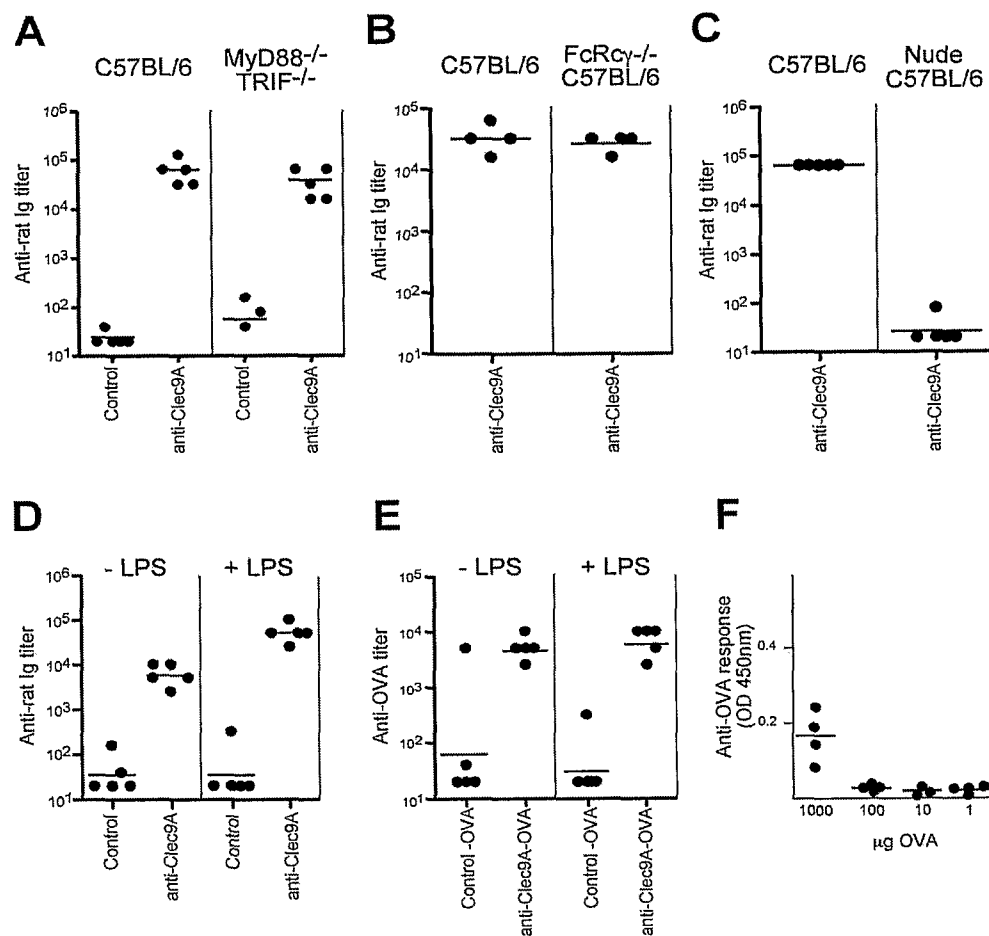 A
C57BL/6
MyD88-/-
TRIF-/-
Anti-rat Ig titer
10⁶
10⁵
10⁴
10³
10²
10¹
Control
anti-Clec9A
Control
anti-Clec9A
B
C57BL/6
FcRcγ-/-
C57BL/6
Anti-rat Ig titer
10⁵
10⁴
10³
10²
10¹
anti-Clec9A
anti-Clec9A
C
C57BL/6
Nude
C57BL/6
Anti-rat Ig titer
10⁶
10⁵
10⁴
10³
10²
10¹
anti-Clec9A
anti-Clec9A
D
- LPS
+ LPS
Anti-rat Ig titer
10⁶
10⁵
10⁴
10³
10²
10¹
Control
anti-Clec9A
Control
anti-Clec9A
E
- LPS
+ LPS
Anti-OVA titer
10⁵
10⁴
10³
10²
10¹
Control -OVA
anti-Clec9A-OVA
Control -OVA
anti-Clec9A-OVA
F
Anti-OVA response
(OD 450nm)
0.4
0.2
1000
100
10
1
μg OVA